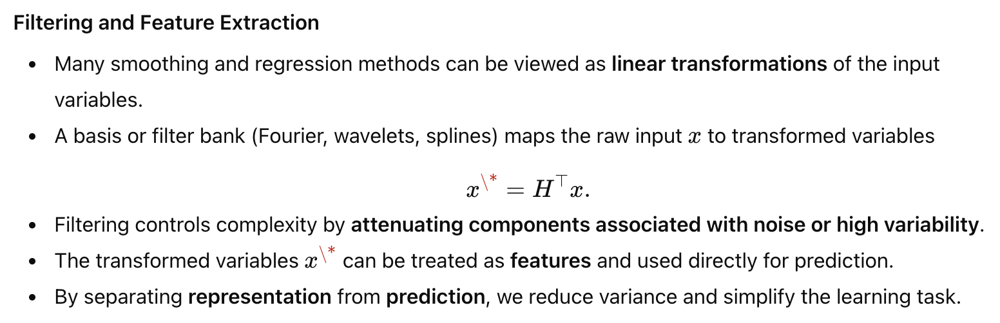 Filtering and Feature Extraction
• Many smoothing and regression methods can be viewed as linear transformations of the input
variables.
• A basis or filter bank (Fourier, wavelets, splines) maps the raw input x to transformed variables
x^{\*} = H^⊤ x.
• Filtering controls complexity by attenuating components associated with noise or high variability.
• The transformed variables x^{\*} can be treated as features and used directly for prediction.
• By separating representation from prediction, we reduce variance and simplify the learning task.